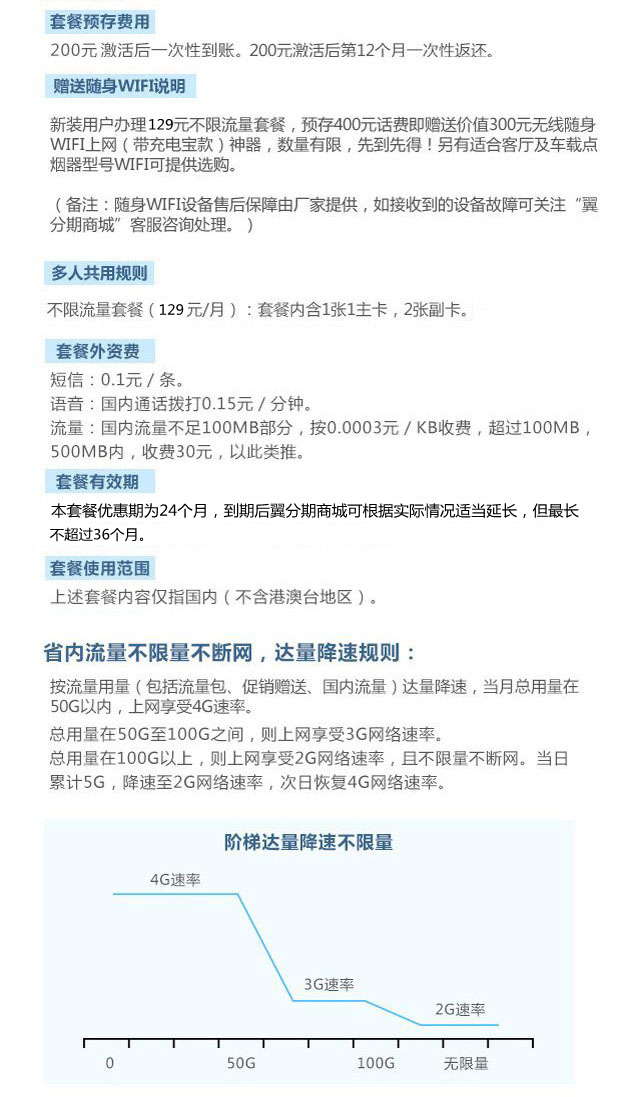 套餐预存费用
200元 激活后一次性到账。200元激活后第12个月一次性返还。
赠送随身WIFI说明
新装用户办理129元不限流量套餐，预存400元话费即赠送价值300元无线随身
WIFI上网（带充电宝款）神器，数量有限，先到先得！另有适合客厅及车载点
烟器型号WIFI可提供选购。
（备注：随身WIFI设备售后保障由厂家提供，如接收到的设备故障可关注“翼
分期商城”客服咨询处理。）
多人共用规则
不限流量套餐（129元/月）：套餐内含1张1主卡，2张副卡。
套餐外资费
短信：0.1元 / 条。
语音：国内通话拨打0.15元 / 分钟。
流量：国内流量不足100MB部分，按0.0003元 / KB收费，超过100MB，
500MB内，收费30元，以此类推。
套餐有效期
本套餐优惠期为24个月，到期后翼分期商城可根据实际情况适当延长，但最长
不超过36个月。
套餐使用范围
上述套餐内容仅指国内（不含港澳台地区）。
省内流量不限量不断网，达量降速规则：
按流量用量（包括流量包、促销赠送、国内流量）达量降速，当月总用量在
50G以内，上网享受4G速率。
总用量在50G至100G之间，则上网享受3G网络速率。
总用量在100G以上，则上网享受2G网络速率，且不限量不断网。当日
累计5G，降速至2G网络速率，次日恢复4G网络速率。
阶梯达量降速不限量
4G速率
3G速率
2G速率
0 50G 100G 无限量